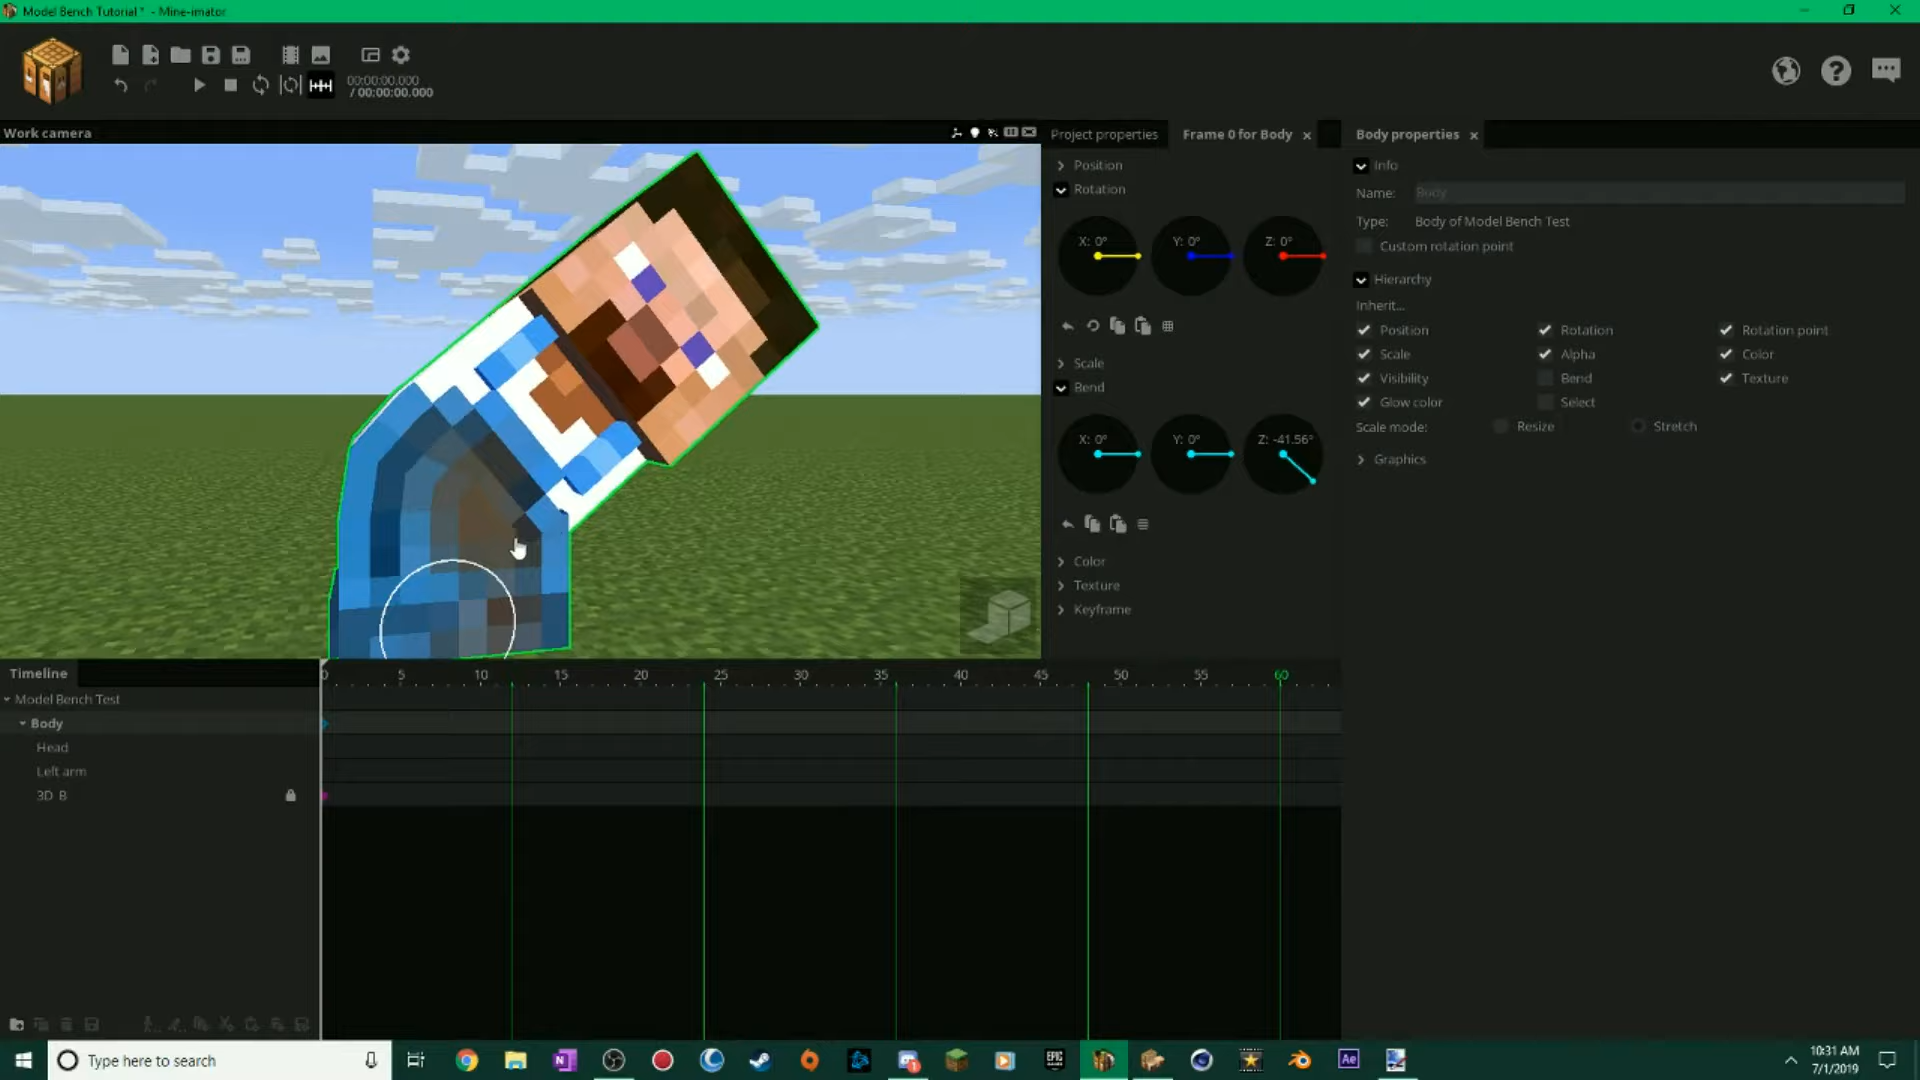 Model Bench Tutorial * - Mine-imator
00:00:00.000
/ 00:00:00.000
Work camera
Project properties
Frame 0 for Body
Position
Rotation
X: 0°
Y: 0°
Z: 0°
Scale
Bend
X: 0°
Y: 0°
Z: -41.56°
Color
Texture
Keyframe
Body properties
Info
Name:
Body
Type:
Body of Model Bench Test
Custom rotation point
Hierarchy
Inherit...
Position
Rotation
Rotation point
Scale
Alpha
Color
Visibility
Bend
Texture
Glow color
Select
Scale mode:
Resize
Stretch
Graphics
Timeline
0 5 10 15 20 25 30 35 40 45 50 55 60
Model Bench Test
Body
Head
Left arm
3D B
Type here to search
N
EPIC
Ae
10:31 AM
7/1/2019